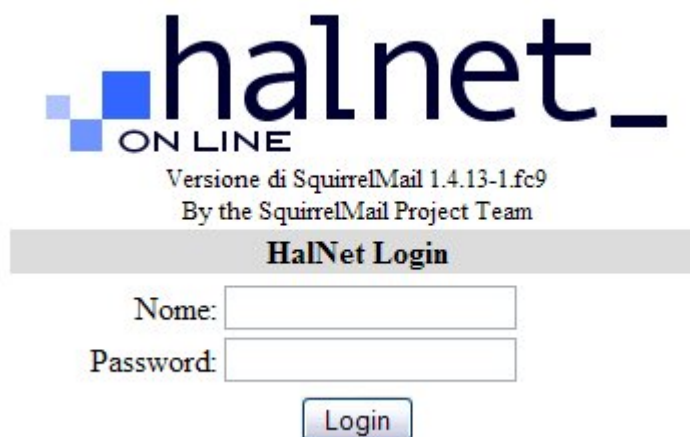 halnet_
ON LINE
Versione di SquirrelMail 1.4.13-1.fc9
By the SquirrelMail Project Team
HalNet Login
Nome:
Password:
Login